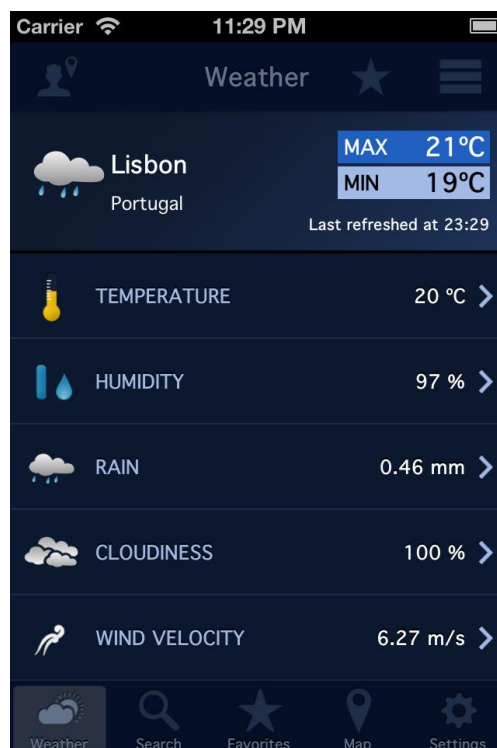 Carrier 11:29 PM
Weather
Lisbon
Portugal
MAX 21°C
MIN 19°C
Last refreshed at 23:29
TEMPERATURE 20 °C
HUMIDITY 97 %
RAIN 0.46 mm
CLOUDINESS 100 %
WIND VELOCITY 6.27 m/s
Weather Search Favorites Map Settings